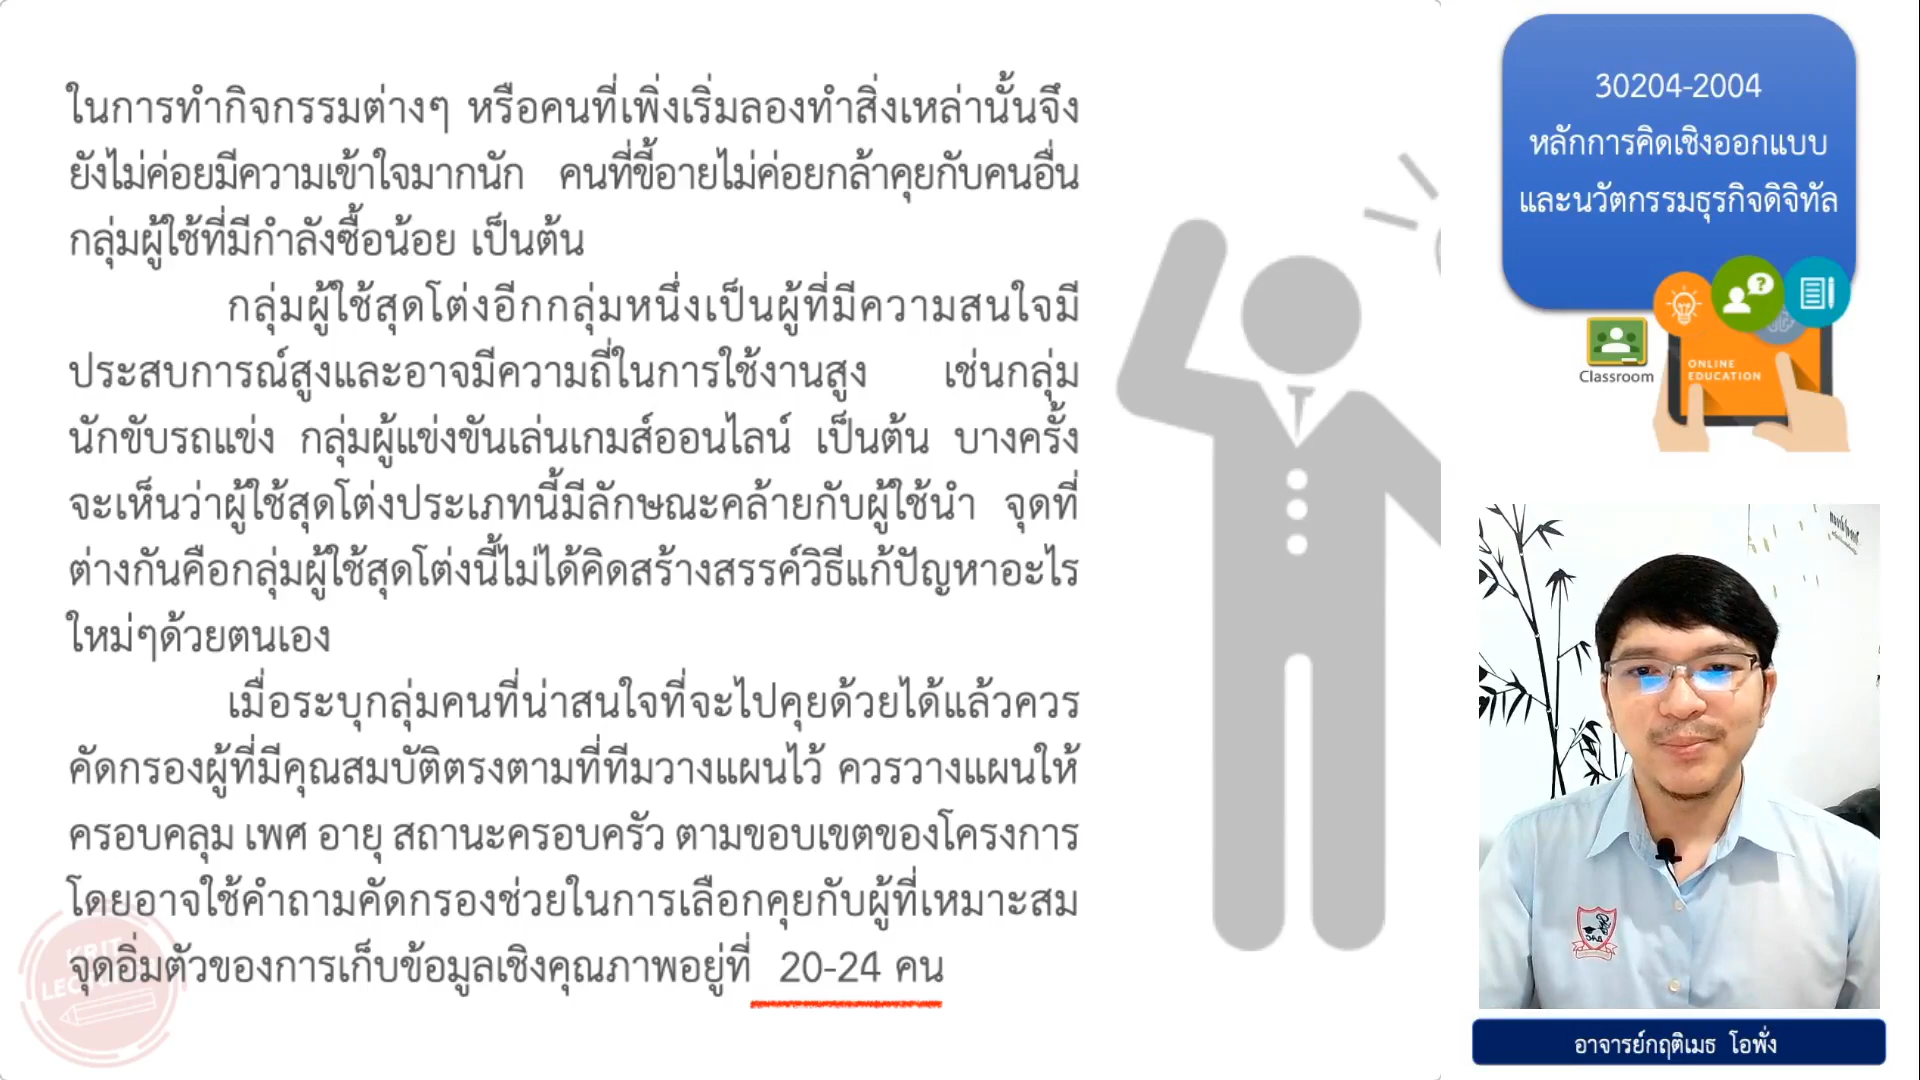 ในการทำกิจกรรมต่างๆ หรือคนที่เพิ่งเริ่มลองทำสิ่งเหล่านั้นจึง
ยังไม่ค่อยมีความเข้าใจมากนัก คนที่ขี้อายไม่ค่อยกล้าคุยกับคนอื่น
กลุ่มผู้ใช้ที่มีกำลังซื้อน้อย เป็นต้น
กลุ่มผู้ใช้สุดโต่งอีกกลุ่มหนึ่งเป็นผู้ที่มีความสนใจมี
ประสบการณ์สูงและอาจมีความถี่ในการใช้งานสูง เช่นกลุ่ม
นักขับรถแข่ง กลุ่มผู้แข่งขันเล่นเกมส์ออนไลน์ เป็นต้น บางครั้ง
จะเห็นว่าผู้ใช้สุดโต่งประเภทนี้มีลักษณะคล้ายกับผู้ใช้นำ จุดที่
ต่างกันคือกลุ่มผู้ใช้สุดโต่งนี้ไม่ได้คิดสร้างสรรค์วิธีแก้ปัญหาอะไร
ใหม่ๆด้วยตนเอง
เมื่อระบุกลุ่มคนที่น่าสนใจที่จะไปคุยด้วยได้แล้วควร
คัดกรองผู้ที่มีคุณสมบัติตรงตามที่ทีมวางแผนไว้ ควรวางแผนให้
ครอบคลุม เพศ อายุ สถานะครอบครัว ตามขอบเขตของโครงการ
โดยอาจใช้คำถามคัดกรองช่วยในการเลือกคุยกับผู้ที่เหมาะสม
จุดอิ่มตัวของการเก็บข้อมูลเชิงคุณภาพอยู่ที่ 20-24 คน
KRIT
30204-2004
หลักการคิดเชิงออกแบบ
และนวัตกรรมธุรกิจดิจิทัล
Classroom
ONLINE
EDUCATION
อาจารย์กฤติเมธ โอพั่ง